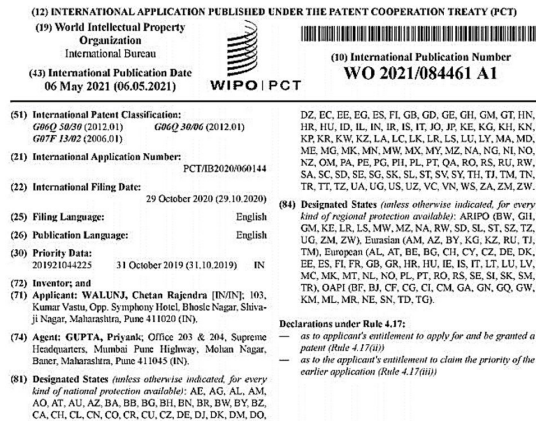 (12) INTERNATIONAL APPLICATION PUBLISHED UNDER THE PATENT COOPERATION TREATY (PCT)
(19) World Intellectual Property
Organization
International Bureau
(43) International Publication Date
06 May 2021 (06.05.2021)
WIPO | PCT
(10) International Publication Number
WO 2021/084461 A1
(51) International Patent Classification:
G06Q 50/30 (2012.01) G06Q 30/06 (2012.01)
G07F 13/02 (2006.01)
(21) International Application Number:
PCT/IB2020/060144
(22) International Filing Date:
29 October 2020 (29.10.2020)
(25) Filing Language: English
(26) Publication Language: English
(30) Priority Data:
201921044225 31 October 2019 (31.10.2019) IN
(72) Inventor; and
(71) Applicant: WALUNJ, Chetan Rajendra [IN/IN]; 103,
Kumar Vastu, Opp. Symphony Hotel, Bhosle Nagar, Shiva-
ji Nagar, Maharashtra, Pune 411020 (IN).
(74) Agent: GUPTA, Priyank; Office 203 & 204, Supreme
Headquarters, Mumbai Pune Highway, Mohan Nagar,
Baner, Maharashtra, Pune 411045 (IN).
(81) Designated States (unless otherwise indicated, for every
kind of national protection available): AE, AG, AL, AM,
AO, AT, AU, AZ, BA, BB, BG, BH, BN, BR, BW, BY, BZ,
CA, CH, CL, CN, CO, CR, CU, CZ, DE, DJ, DK, DM, DO,
DZ, EC, EE, EG, ES, FI, GB, GD, GE, GH, GM, GT, HN,
HR, HU, ID, IL, IN, IR, IS, IT, JO, JP, KE, KG, KH, KN,
KP, KR, KW, KZ, LA, LC, LK, LR, LS, LU, LY, MA, MD,
ME, MG, MK, MN, MW, MX, MY, MZ, NA, NG, NI, NO,
NZ, OM, PA, PE, PG, PH, PL, PT, QA, RO, RS, RU, RW,
SA, SC, SD, SE, SG, SK, SL, ST, SV, SY, TH, TJ, TM, TN,
TR, TT, TZ, UA, UG, US, UZ, VC, VN, WS, ZA, ZM, ZW.
(84) Designated States (unless otherwise indicated, for every
kind of regional protection available): ARIPO (BW, GH,
GM, KE, LR, LS, MW, MZ, NA, RW, SD, SL, ST, SZ, TZ,
UG, ZM, ZW), Eurasian (AM, AZ, BY, KG, KZ, RU, TJ,
TM), European (AL, AT, BE, BG, CH, CY, CZ, DE, DK,
EE, ES, FI, FR, GB, GR, HR, HU, IE, IS, IT, LT, LU, LV,
MC, MK, MT, NL, NO, PL, PT, RO, RS, SE, SI, SK, SM,
TR), OAPI (BF, BJ, CF, CG, CI, CM, GA, GN, GQ, GW,
KM, ML, MR, NE, SN, TD, TG).
Declarations under Rule 4.17:
— as to applicant's entitlement to apply for and be granted a
patent (Rule 4.17(ii))
— as to the applicant's entitlement to claim the priority of the
earlier application (Rule 4.17(iii))